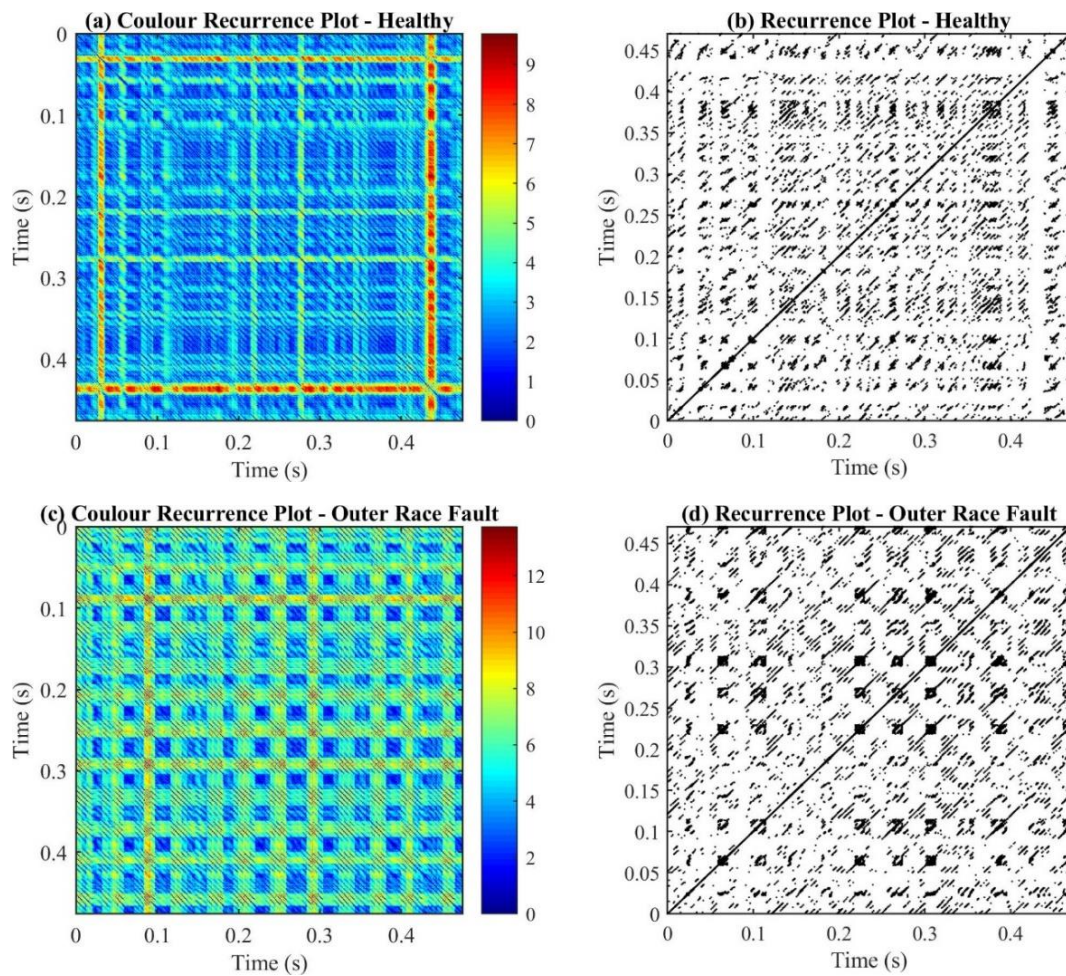 (a) Coulour Recurrence Plot - Healthy
0
0.1
0.2
0.3
0.4
Time (s)
0 0.1 0.2 0.3 0.4
Time (s)
9
8
7
6
5
4
3
2
1
0
(b) Recurrence Plot - Healthy
0.45
0.4
0.35
0.3
0.25
0.2
0.15
0.1
0.05
0
Time (s)
0 0.1 0.2 0.3 0.4
Time (s)
(c) Coulour Recurrence Plot - Outer Race Fault
0
0.1
0.2
0.3
0.4
Time (s)
0 0.1 0.2 0.3 0.4
Time (s)
12
10
8
6
4
2
0
(d) Recurrence Plot - Outer Race Fault
0.45
0.4
0.35
0.3
0.25
0.2
0.15
0.1
0.05
0
Time (s)
0 0.1 0.2 0.3 0.4
Time (s)